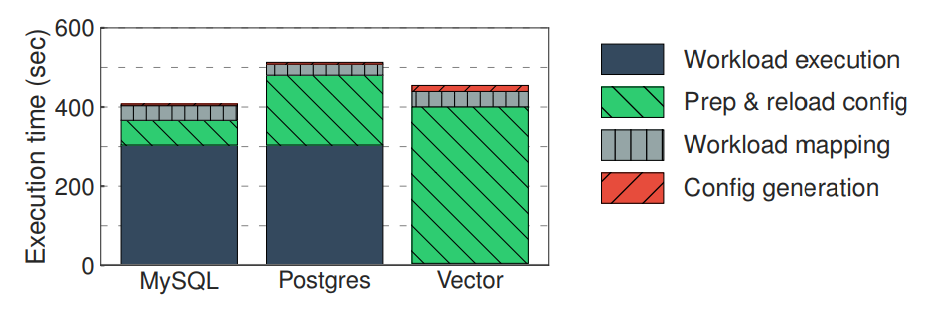 Execution time (sec)
600
400
200
0
MySQL
Postgres
Vector
Workload execution
Prep & reload config
Workload mapping
Config generation